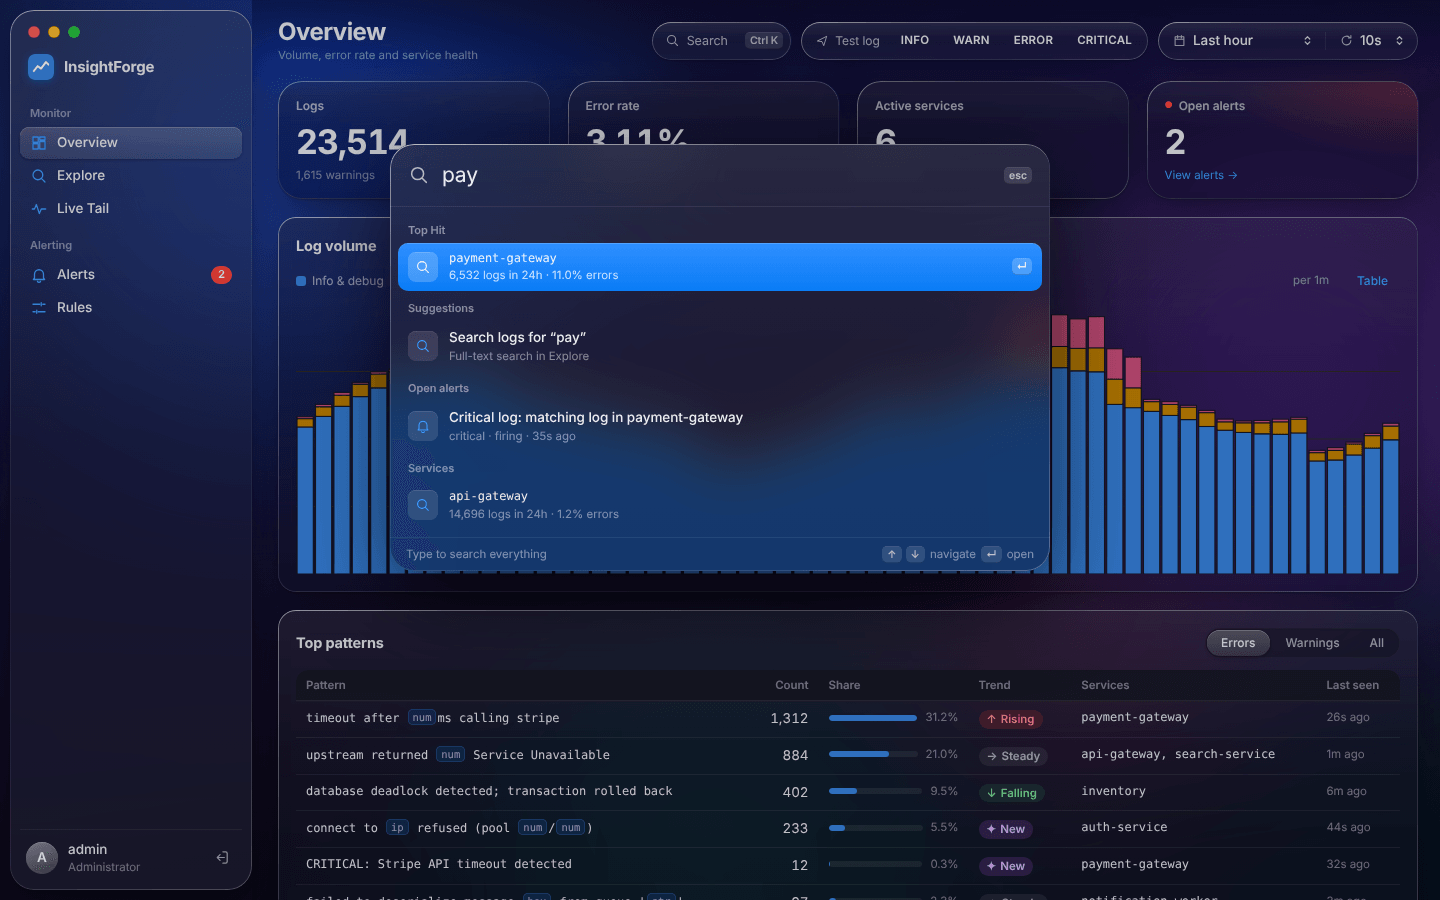 InsightForge
Monitor
Overview
Explore
Live Tail
Alerting
Alerts 2
Rules
A admin
Administrator
Overview
Volume, error rate and service health
Search Ctrl K
Test log INFO WARN ERROR CRITICAL
Last hour 10s
Logs
23,514
1,615 warnings
Error rate
3.11%
Active services
6
Open alerts
2
View alerts →
Log volume
Info & debug
per 1m Table
pay esc
Top Hit
payment-gateway
6,532 logs in 24h · 11.0% errors
Suggestions
Search logs for “pay”
Full-text search in Explore
Open alerts
Critical log: matching log in payment-gateway
critical · firing · 35s ago
Services
api-gateway
14,696 logs in 24h · 1.2% errors
Type to search everything ↑ ↓ navigate ↵ open
Top patterns
Errors Warnings All
Pattern Count Share Trend Services Last seen
timeout after num ms calling stripe 1,312 31.2% ↑ Rising payment-gateway 26s ago
upstream returned num Service Unavailable 884 21.0% → Steady api-gateway, search-service 1m ago
database deadlock detected; transaction rolled back 402 9.5% ↓ Falling inventory 6m ago
connect to ip refused (pool num/num) 233 5.5% ✦ New auth-service 44s ago
CRITICAL: Stripe API timeout detected 12 0.3% ✦ New payment-gateway 32s ago